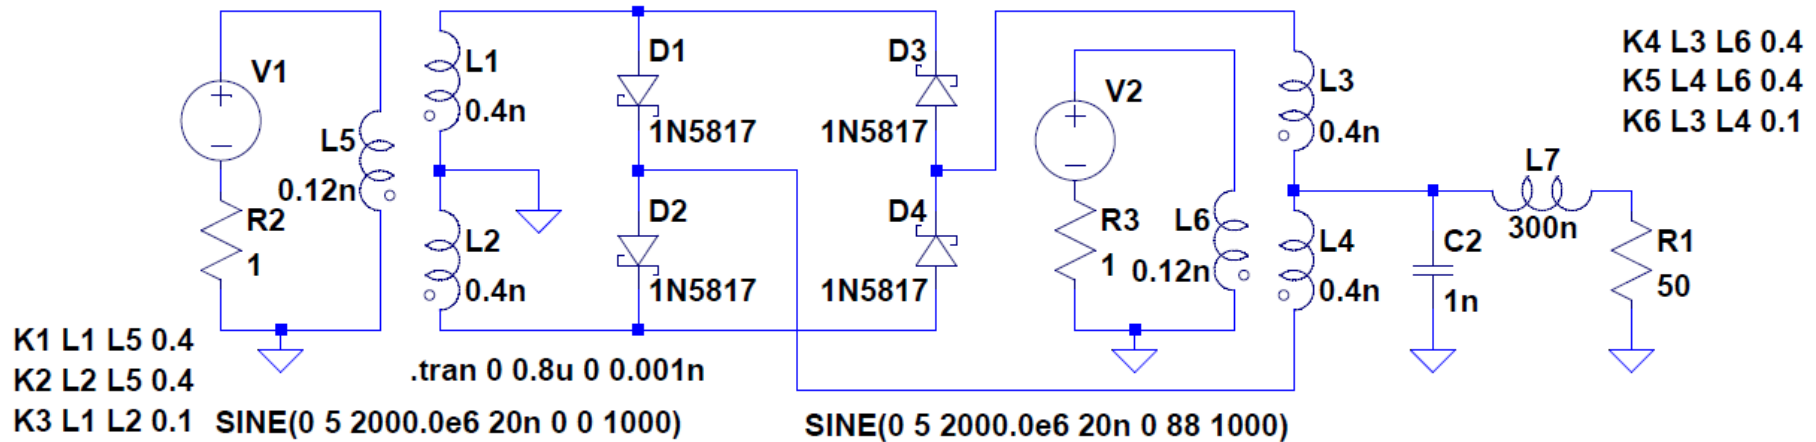 V1
R2
1
L5
0.12n
L1
0.4n
L2
0.4n
D1
1N5817
D2
1N5817
D3
1N5817
D4
1N5817
V2
R3
1
L6
0.12n
L3
0.4n
L4
0.4n
C2
1n
L7
300n
R1
50
K4 L3 L6 0.4
K5 L4 L6 0.4
K6 L3 L4 0.1
K1 L1 L5 0.4
K2 L2 L5 0.4
K3 L1 L2 0.1
.tran 0 0.8u 0 0.001n
SINE(0 5 2000.0e6 20n 0 0 1000)
SINE(0 5 2000.0e6 20n 0 88 1000)